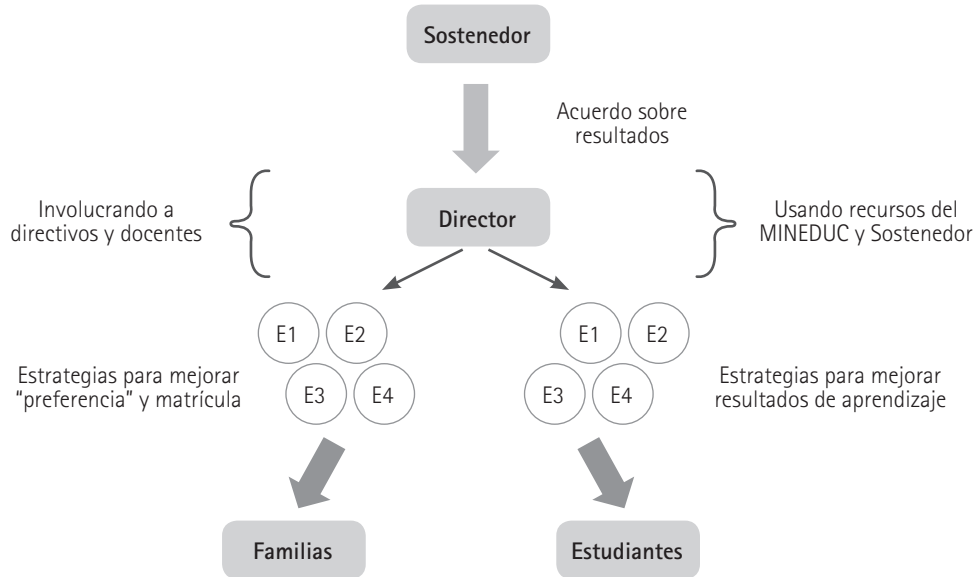 Sostenedor
Acuerdo sobre
resultados
Involucrando a
directivos y docentes
Director
Usando recursos del
MINEDUC y Sostenedor
E1
E2
E3
E4
E1
E2
E3
E4
Estrategias para mejorar
"preferencia" y matrícula
Estrategias para mejorar
resultados de aprendizaje
Familias
Estudiantes